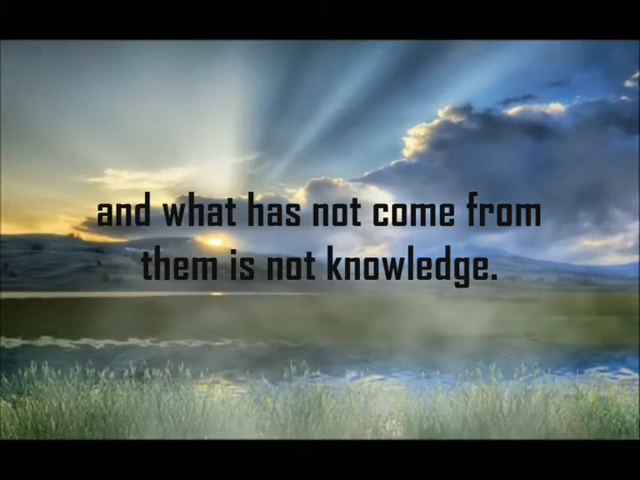 and what has not come from
them is not knowledge.